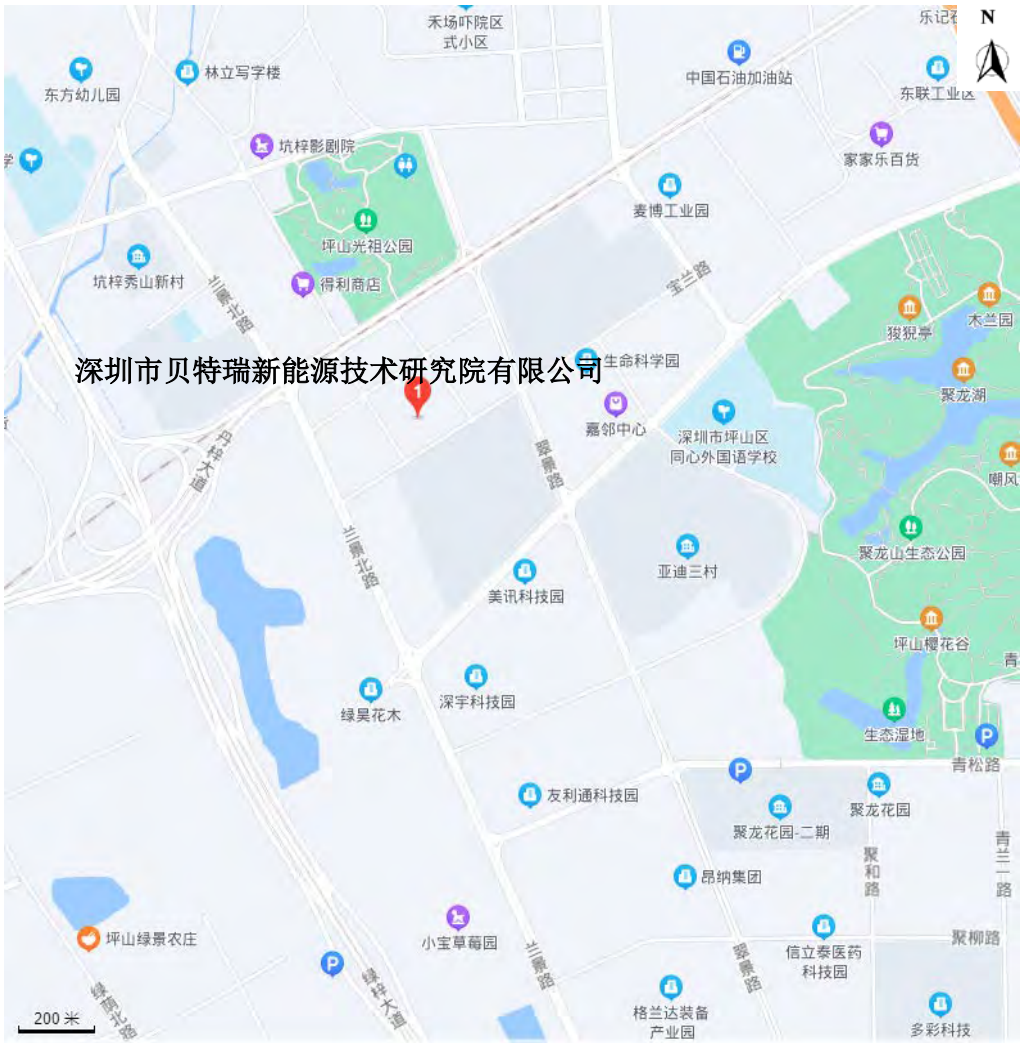 禾场吓院区
式小区
乐记
N
中国石油加油站
林立写字楼
东方幼儿园
东联工业区
坑梓影剧院
家家乐百货
学
麦博工业园
坪山光祖公园
坑梓秀山新村
得利商店
兰景北路
宝兰路
木兰园
狻猊亭
深圳市贝特瑞新能源技术研究院有限公司
生命科学园
1
聚龙湖
嘉邻中心
深圳市坪山区
同心外国语学校
丹梓大道
翠景路
嘲风
兰景北路
聚龙山生态公园
亚迪三村
美讯科技园
坪山樱花谷
青
深宇科技园
绿昊花木
生态湿地
P
青松路
P
友利通科技园
聚龙花园
聚龙花园-二期
青兰一路
聚和路
昂纳集团
小宝草莓园
坪山绿景农庄
聚柳路
信立泰医药
科技园
兰景路
翠景路
P
绿梓大道
绿荫北路
格兰达装备
产业园
200 米
多彩科技